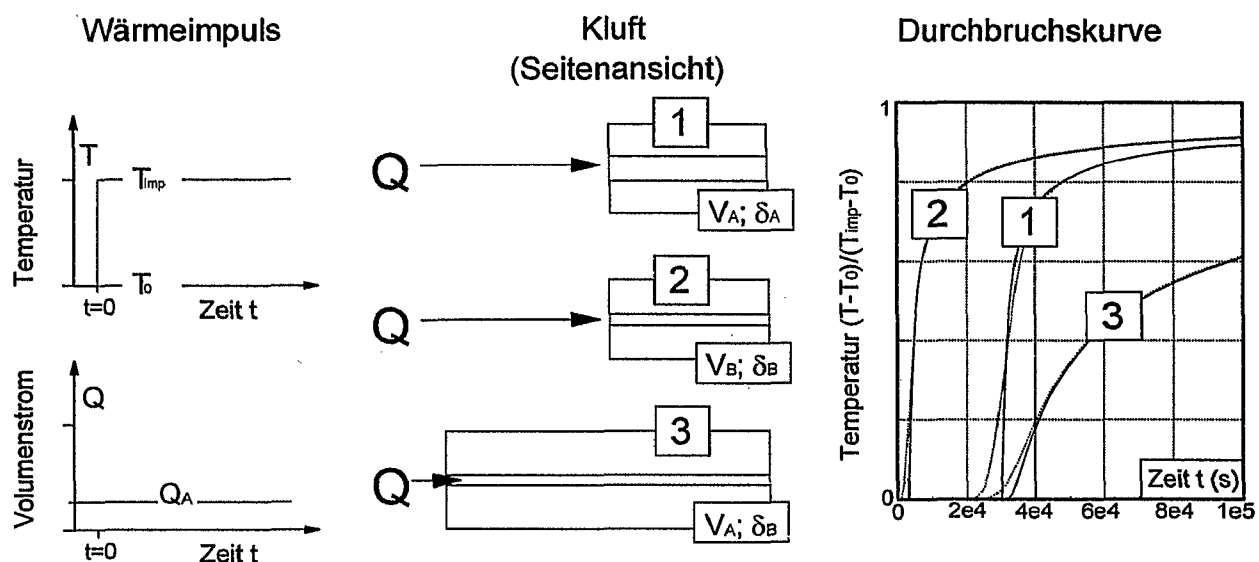 Wärmeimpuls
Temperatur
T
Timp
To
t=0
Zeit t
Volumenstrom
Q
QA
t=0
Zeit t
Kluft
(Seitenansicht)
Q
1
VA; δA
Q
2
VB; δB
Q
3
VA; δB
Durchbruchskurve
Temperatur (T-To)/(Timp-To)
1
2
1
3
Zeit t (s)
0
0
2e4
4e4
6e4
8e4
1e5